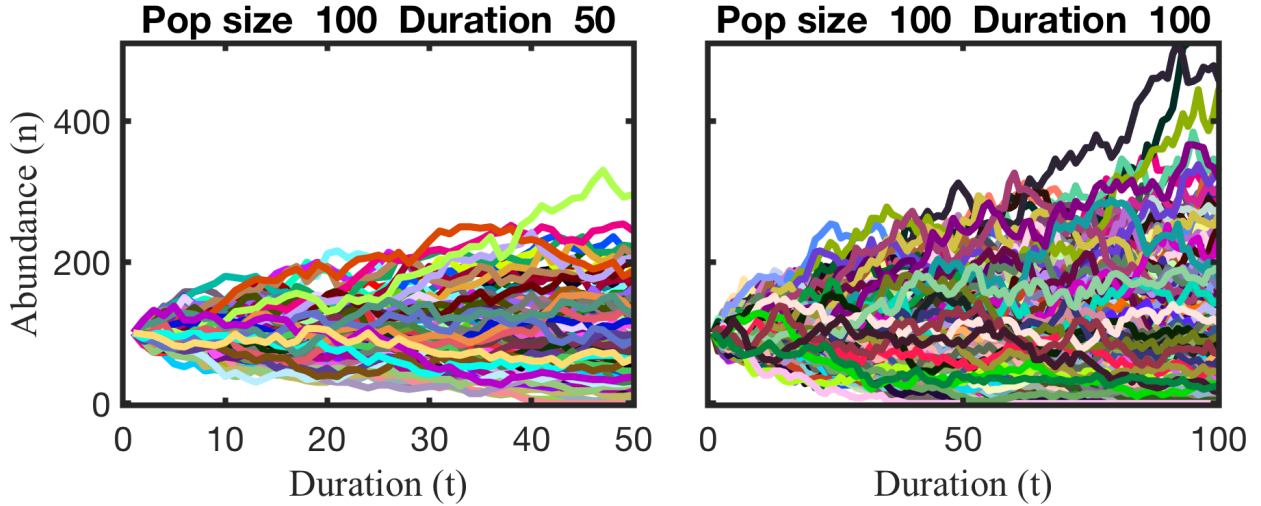 Pop size 100 Duration 50
Abundance (n)
400
200
0
0 10 20 30 40 50
Duration (t)
Pop size 100 Duration 100
0 50 100
Duration (t)